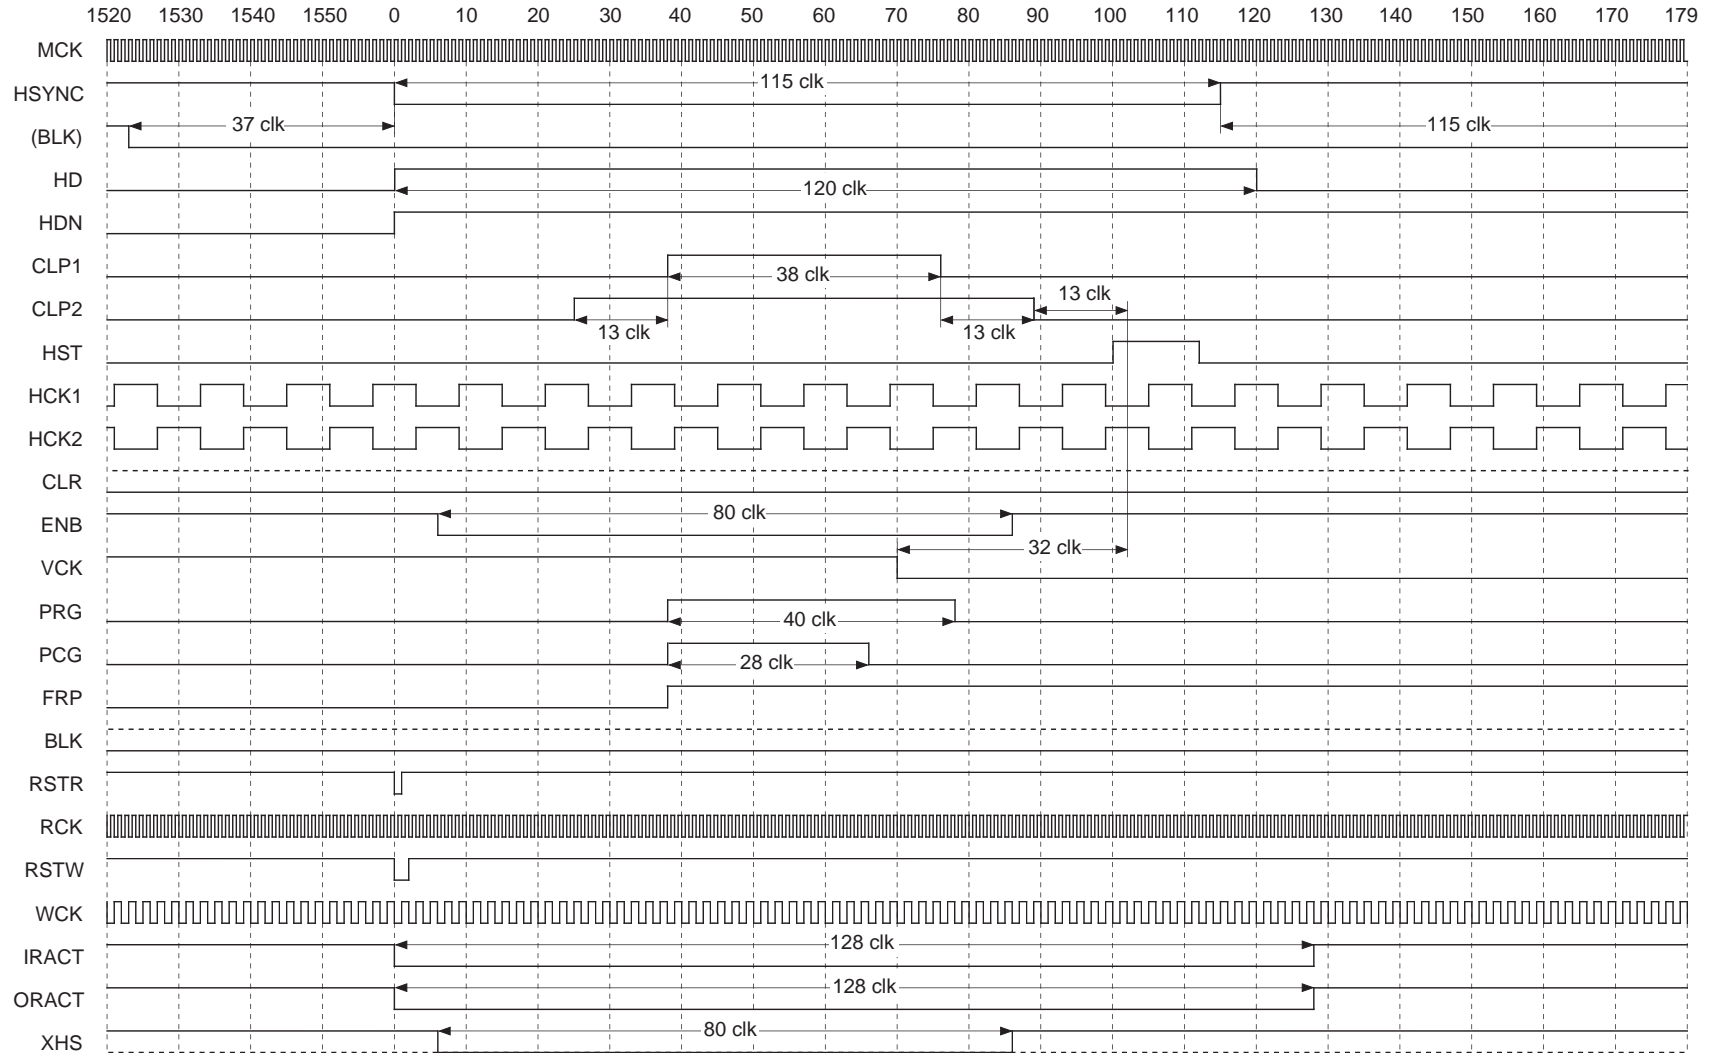 1520 1530 1540 1550 0 10 20 30 40 50 60 70 80 90 100 110 120 130 140 150 160 170 179
MCK
HSYNC 115 clk
(BLK) 37 clk 115 clk
HD 120 clk
HDN
CLP1 38 clk
13 clk
CLP2
13 clk 13 clk
HST
HCK1
HCK2
CLR
ENB 80 clk
32 clk
VCK
PRG 40 clk
PCG 28 clk
FRP
BLK
RSTR
RCK
RSTW
WCK
IRACT 128 clk
ORACT 128 clk
XHS 80 clk